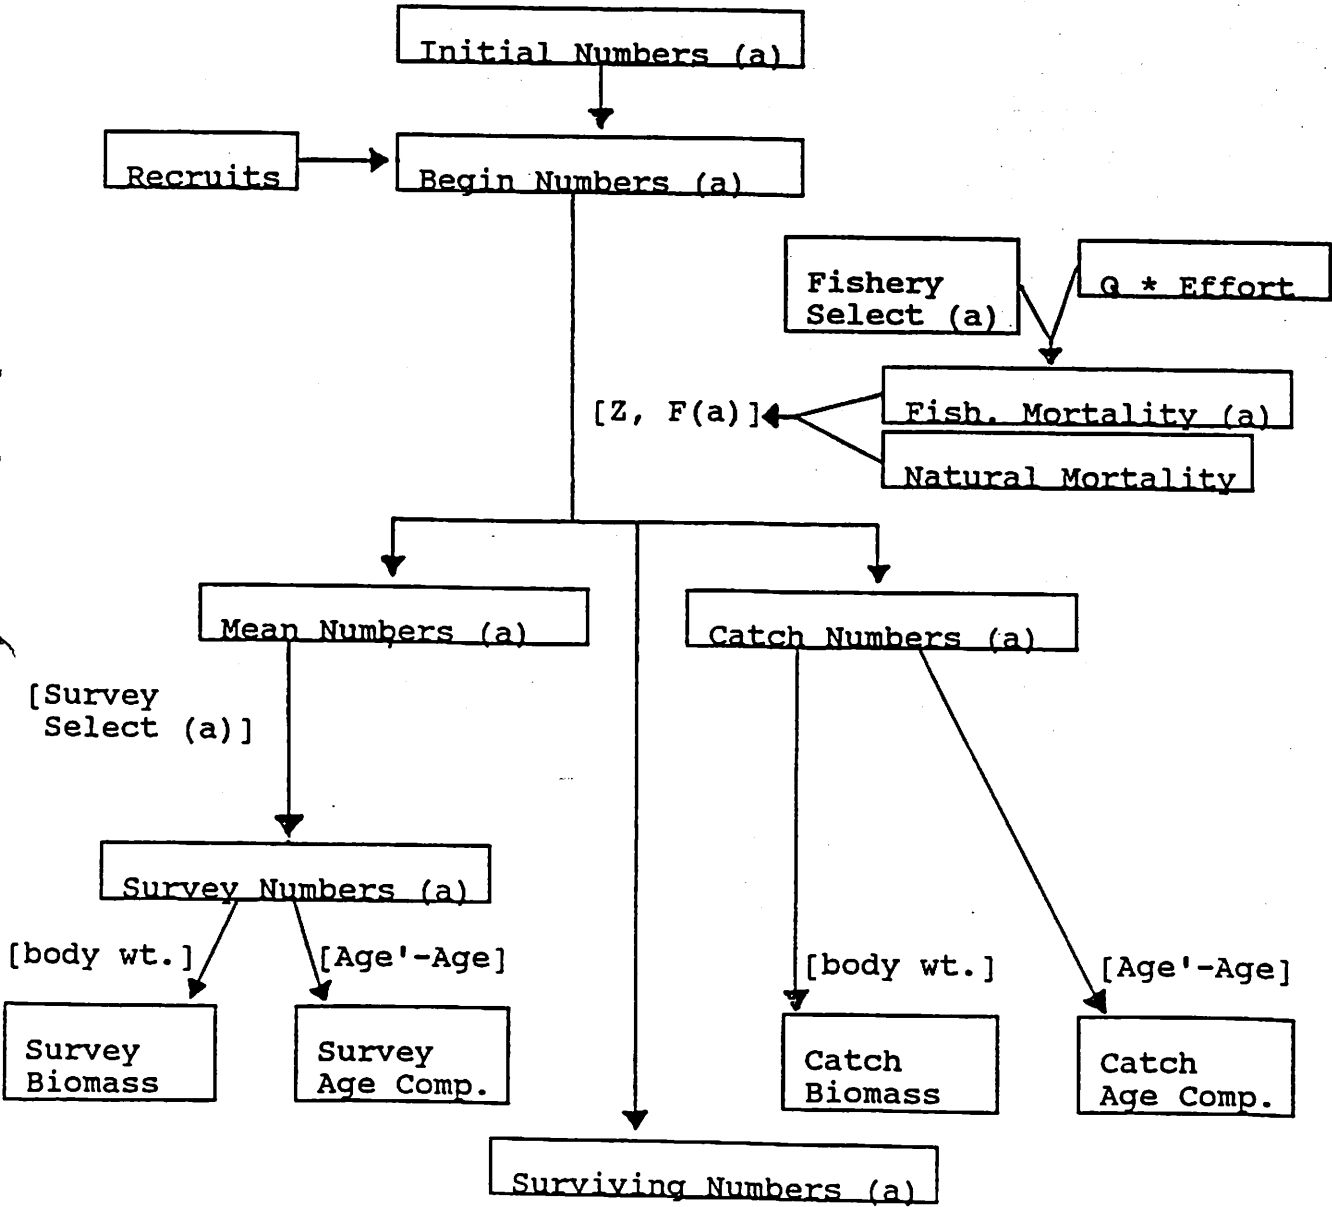 Initial Numbers (a)
Recruits
Begin Numbers (a)
Fishery
Select (a)
Q * Effort
[Z, F(a)]
Fish. Mortality (a)
Natural Mortality
Mean Numbers (a)
Catch Numbers (a)
[Survey
Select (a)]
Survey Numbers (a)
[body wt.]
[Age'-Age]
[body wt.]
[Age'-Age]
Survey
Biomass
Survey
Age Comp.
Catch
Biomass
Catch
Age Comp.
Surviving Numbers (a)